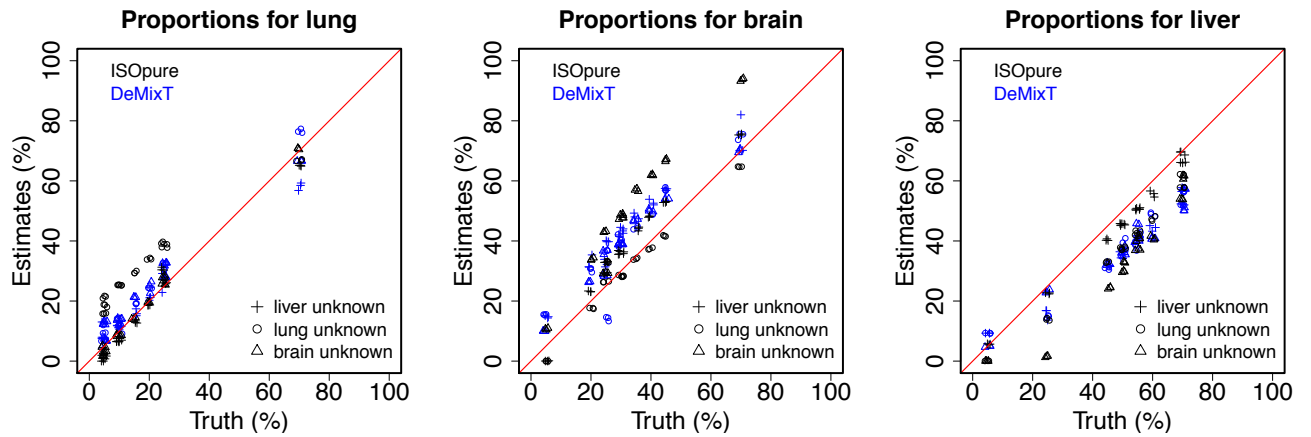 Proportions for lung
ISOpure
DeMixT
Estimates (%)
100
80
60
40
20
0
+ liver unknown
○ lung unknown
△ brain unknown
0 20 40 60 80 100
Truth (%)
Proportions for brain
ISOpure
DeMixT
Estimates (%)
100
80
60
40
20
0
+ liver unknown
○ lung unknown
△ brain unknown
0 20 40 60 80 100
Truth (%)
Proportions for liver
ISOpure
DeMixT
Estimates (%)
100
80
60
40
20
0
+ liver unknown
○ lung unknown
△ brain unknown
0 20 40 60 80 100
Truth (%)